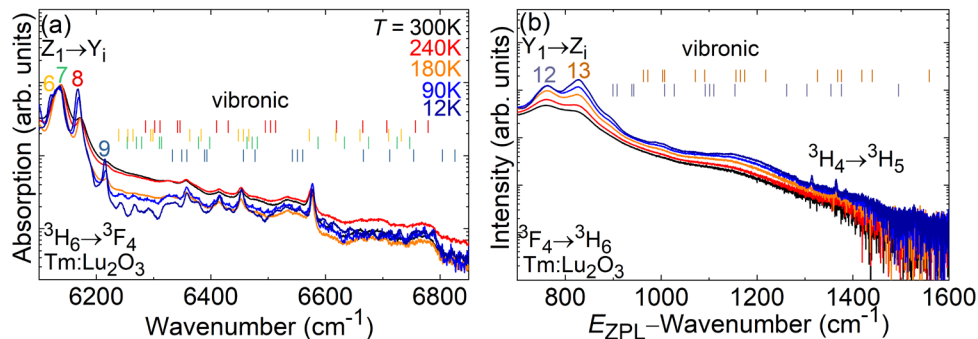 (a)
Z₁→Yᵢ
T = 300K
240K
180K
90K
12K
6
7
8
9
vibronic
³H₆→³F₄
Tm:Lu₂O₃
Absorption (arb. units)
6200
6400
6600
6800
Wavenumber (cm⁻¹)
(b)
Y₁→Zᵢ
vibronic
12
13
³H₄→³H₅
³F₄→³H₆
Tm:Lu₂O₃
Intensity (arb. units)
800
1000
1200
1400
1600
E_ZPL–Wavenumber (cm⁻¹)